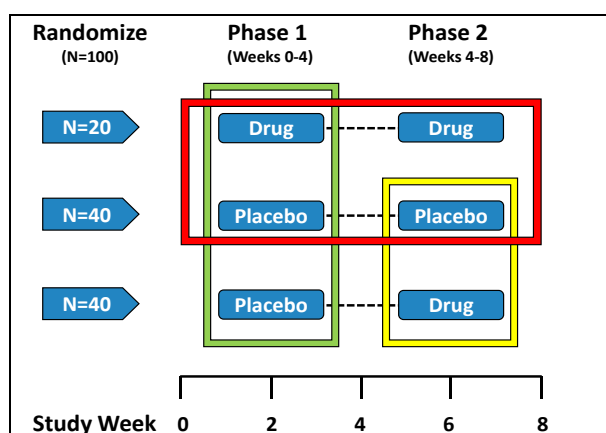 Randomize Phase 1 Phase 2
(N=100) (Weeks 0-4) (Weeks 4-8)
N=20 Drug Drug
N=40 Placebo Placebo
N=40 Placebo Drug
Study Week 0 2 4 6 8